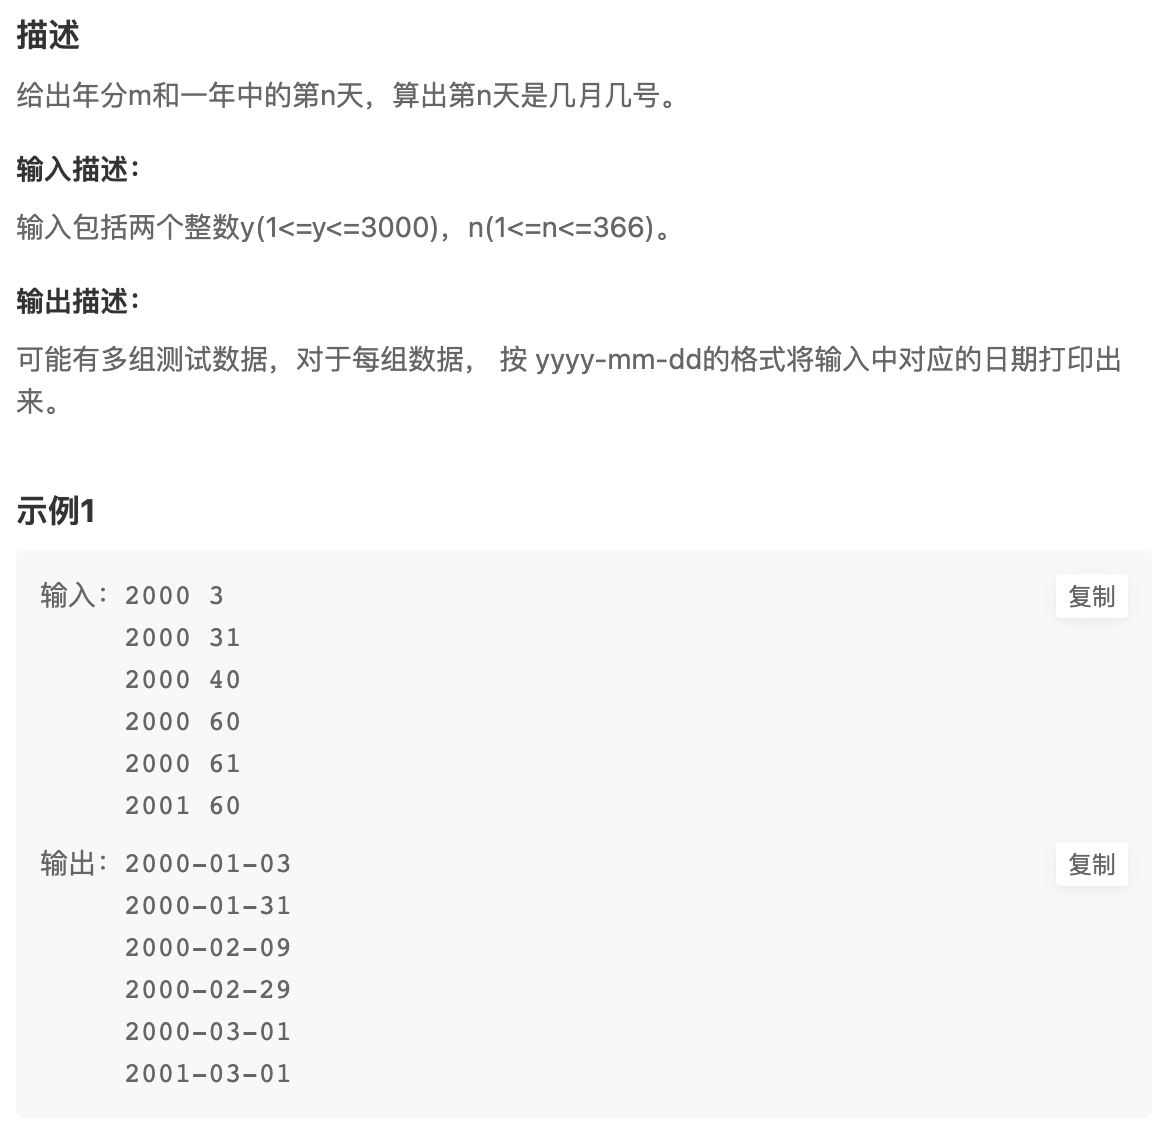 描述
给出年分m和一年中的第n天，算出第n天是几月几号。
输入描述：
输入包括两个整数y(1<=y<=3000)，n(1<=n<=366)。
输出描述：
可能有多组测试数据，对于每组数据， 按 yyyy-mm-dd的格式将输入中对应的日期打印出
来。
示例1
输入：2000 3 复制
2000 31
2000 40
2000 60
2000 61
2001 60
输出：2000-01-03 复制
2000-01-31
2000-02-09
2000-02-29
2000-03-01
2001-03-01